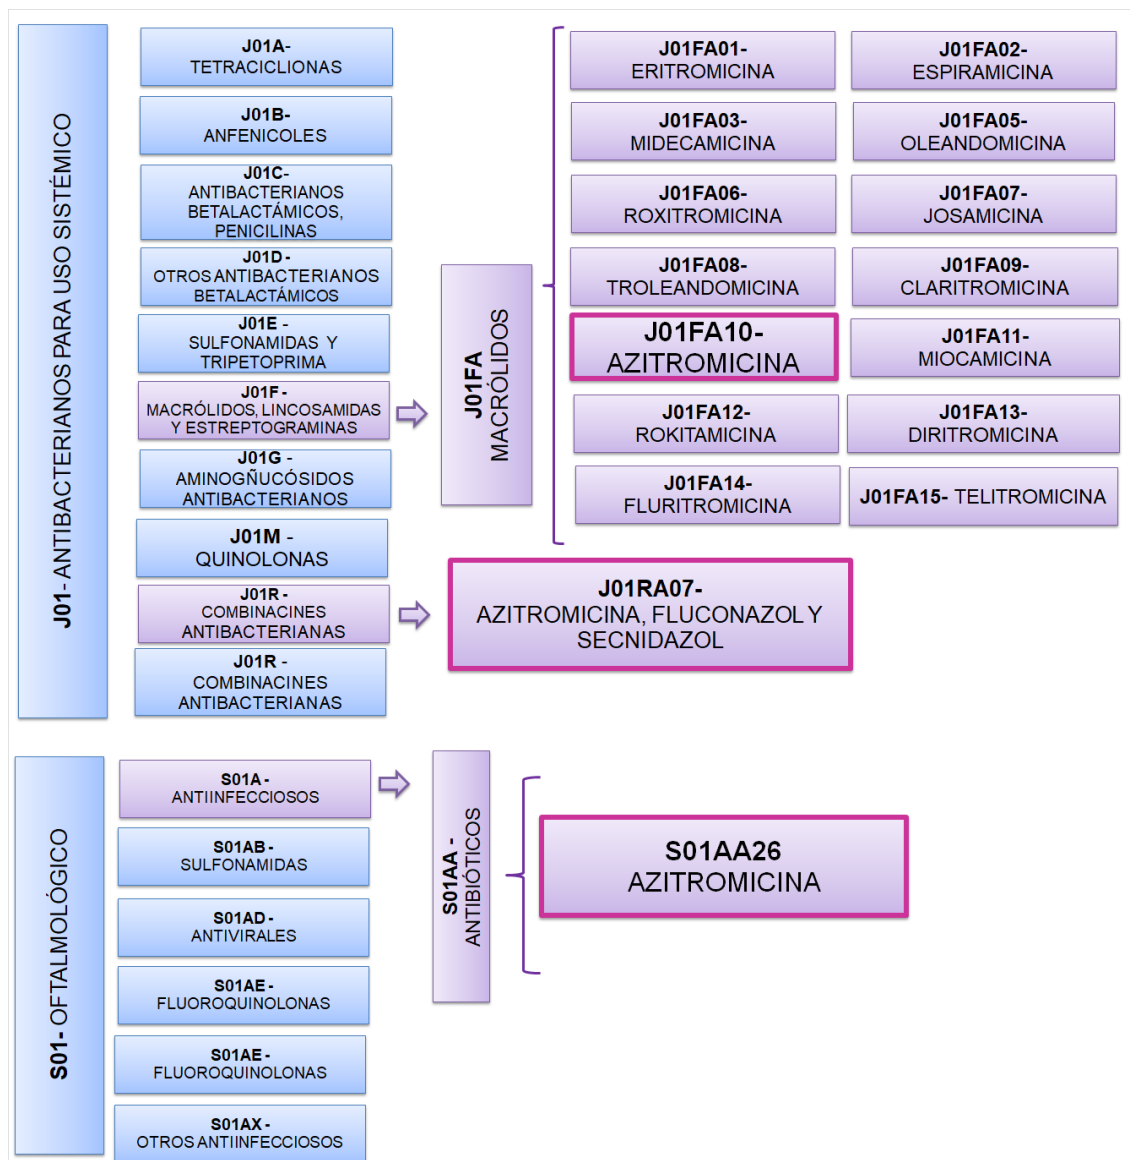 J01- ANTIBACTERIANOS PARA USO SISTÉMICO
J01A-
TETRACICLIONAS
J01B-
ANFENICOLES
J01C-
ANTIBACTERIANOS
BETALACTÁMICOS,
PENICILINAS
J01D-
OTROS ANTIBACTERIANOS
BETALACTÁMICOS
J01E -
SULFONAMIDAS Y
TRIPETOPRIMA
J01F -
MACRÓLIDOS, LINCOSAMIDAS
Y ESTREPTOGRAMINAS
J01G -
AMINOGÑUCÓSIDOS
ANTIBACTERIANOS
J01M -
QUINOLONAS
J01R -
COMBINACINES
ANTIBACTERIANAS
J01R -
COMBINACINES
ANTIBACTERIANAS
J01FA
MACRÓLIDOS
J01FA01-
ERITROMICINA
J01FA02-
ESPIRAMICINA
J01FA03-
MIDECAMICINA
J01FA05-
OLEANDOMICINA
J01FA06-
ROXITROMICINA
J01FA07-
JOSAMICINA
J01FA08-
TROLEANDOMICINA
J01FA09-
CLARITROMICINA
J01FA10-
AZITROMICINA
J01FA11-
MIOCAMICINA
J01FA12-
ROKITAMICINA
J01FA13-
DIRITROMICINA
J01FA14-
FLURITROMICINA
J01FA15- TELITROMICINA
J01RA07-
AZITROMICINA, FLUCONAZOL Y
SECNIDAZOL
S01- OFTALMOLÓGICO
S01A -
ANTIINFECCIOSOS
S01AB-
SULFONAMIDAS
S01AD-
ANTIVIRALES
S01AE -
FLUOROQUINOLONAS
S01AE -
FLUOROQUINOLONAS
S01AX -
OTROS ANTIINFECCIOSOS
S01AA -
ANTIBIÓTICOS
S01AA26
AZITROMICINA